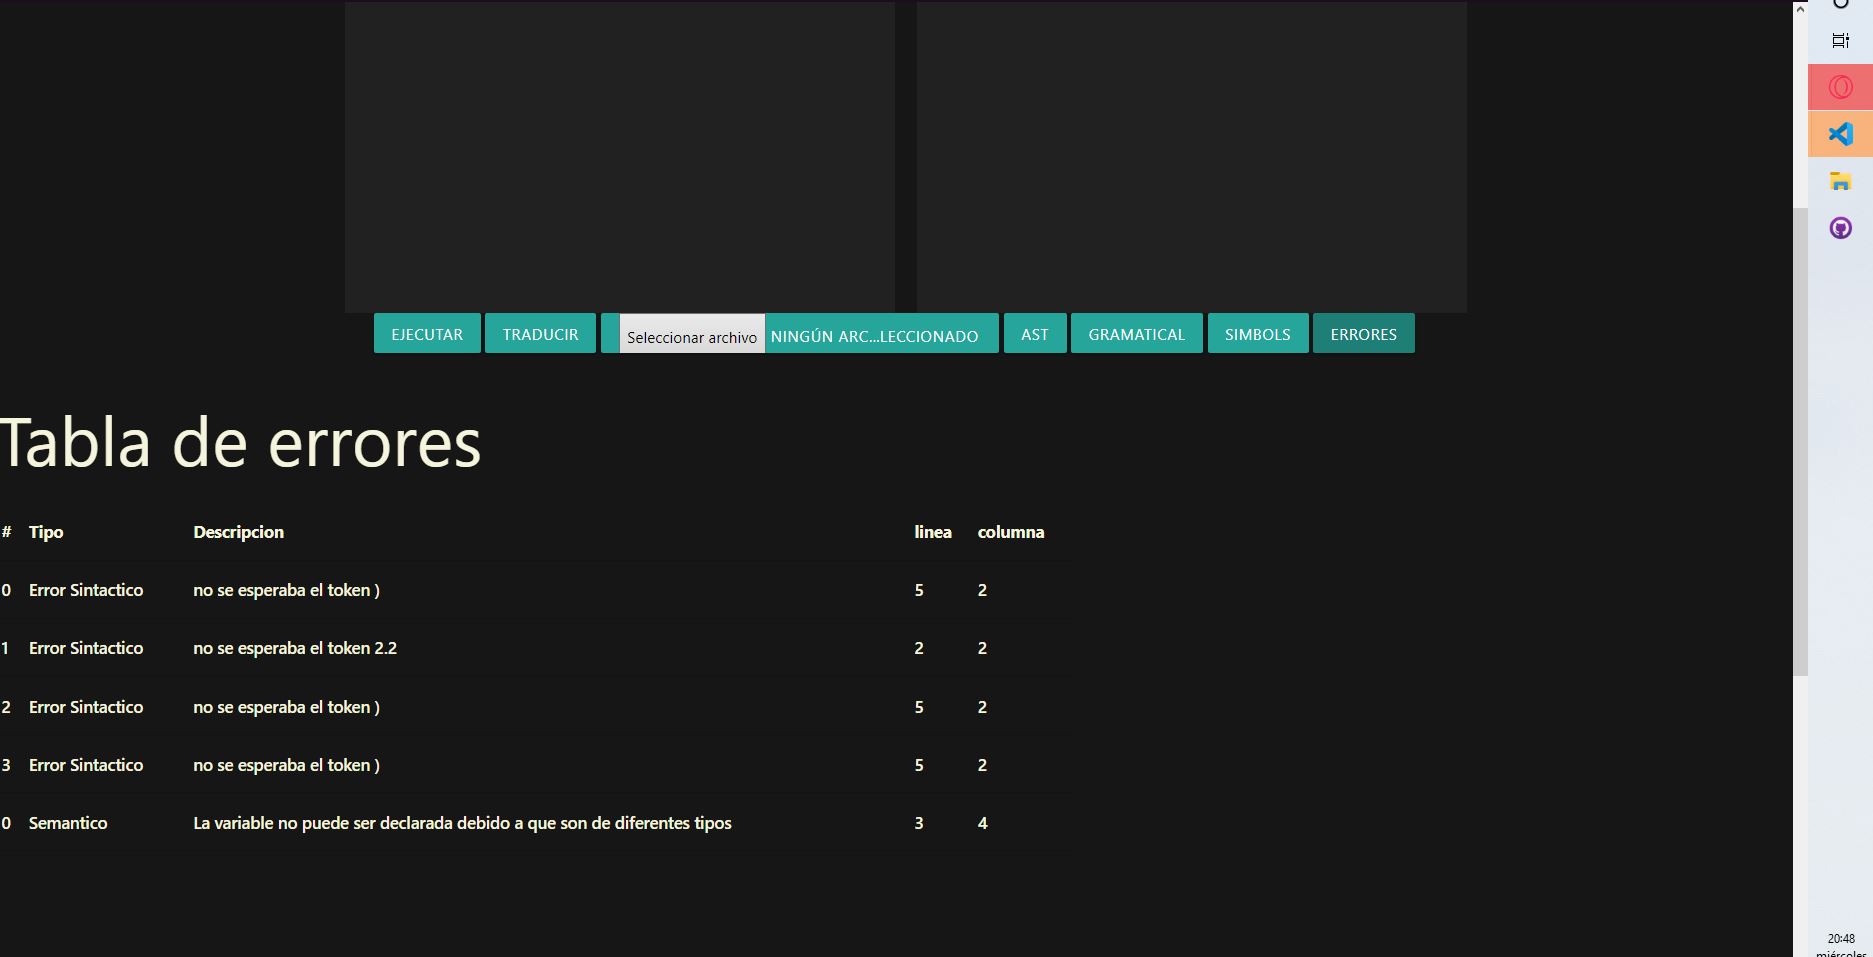 EJECUTAR TRADUCIR Seleccionar archivo NINGÚN ARC...LECCIONADO AST GRAMATICAL SIMBOLS ERRORES
Tabla de errores
# Tipo Descripcion linea columna
0 Error Sintactico no se esperaba el token ) 5 2
1 Error Sintactico no se esperaba el token 2.2 2 2
2 Error Sintactico no se esperaba el token ) 5 2
3 Error Sintactico no se esperaba el token ) 5 2
0 Semantico La variable no puede ser declarada debido a que son de diferentes tipos 3 4
20:48
miércoles